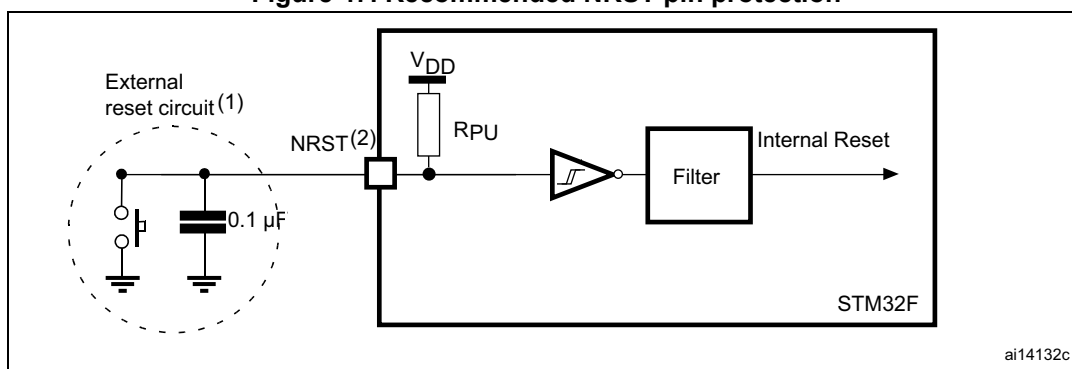 Figure 47. Recommended NRST pin protection
External
reset circuit(1)
VDD
NRST(2)
RPU
Filter
Internal Reset
0.1 µF
STM32F
ai14132c